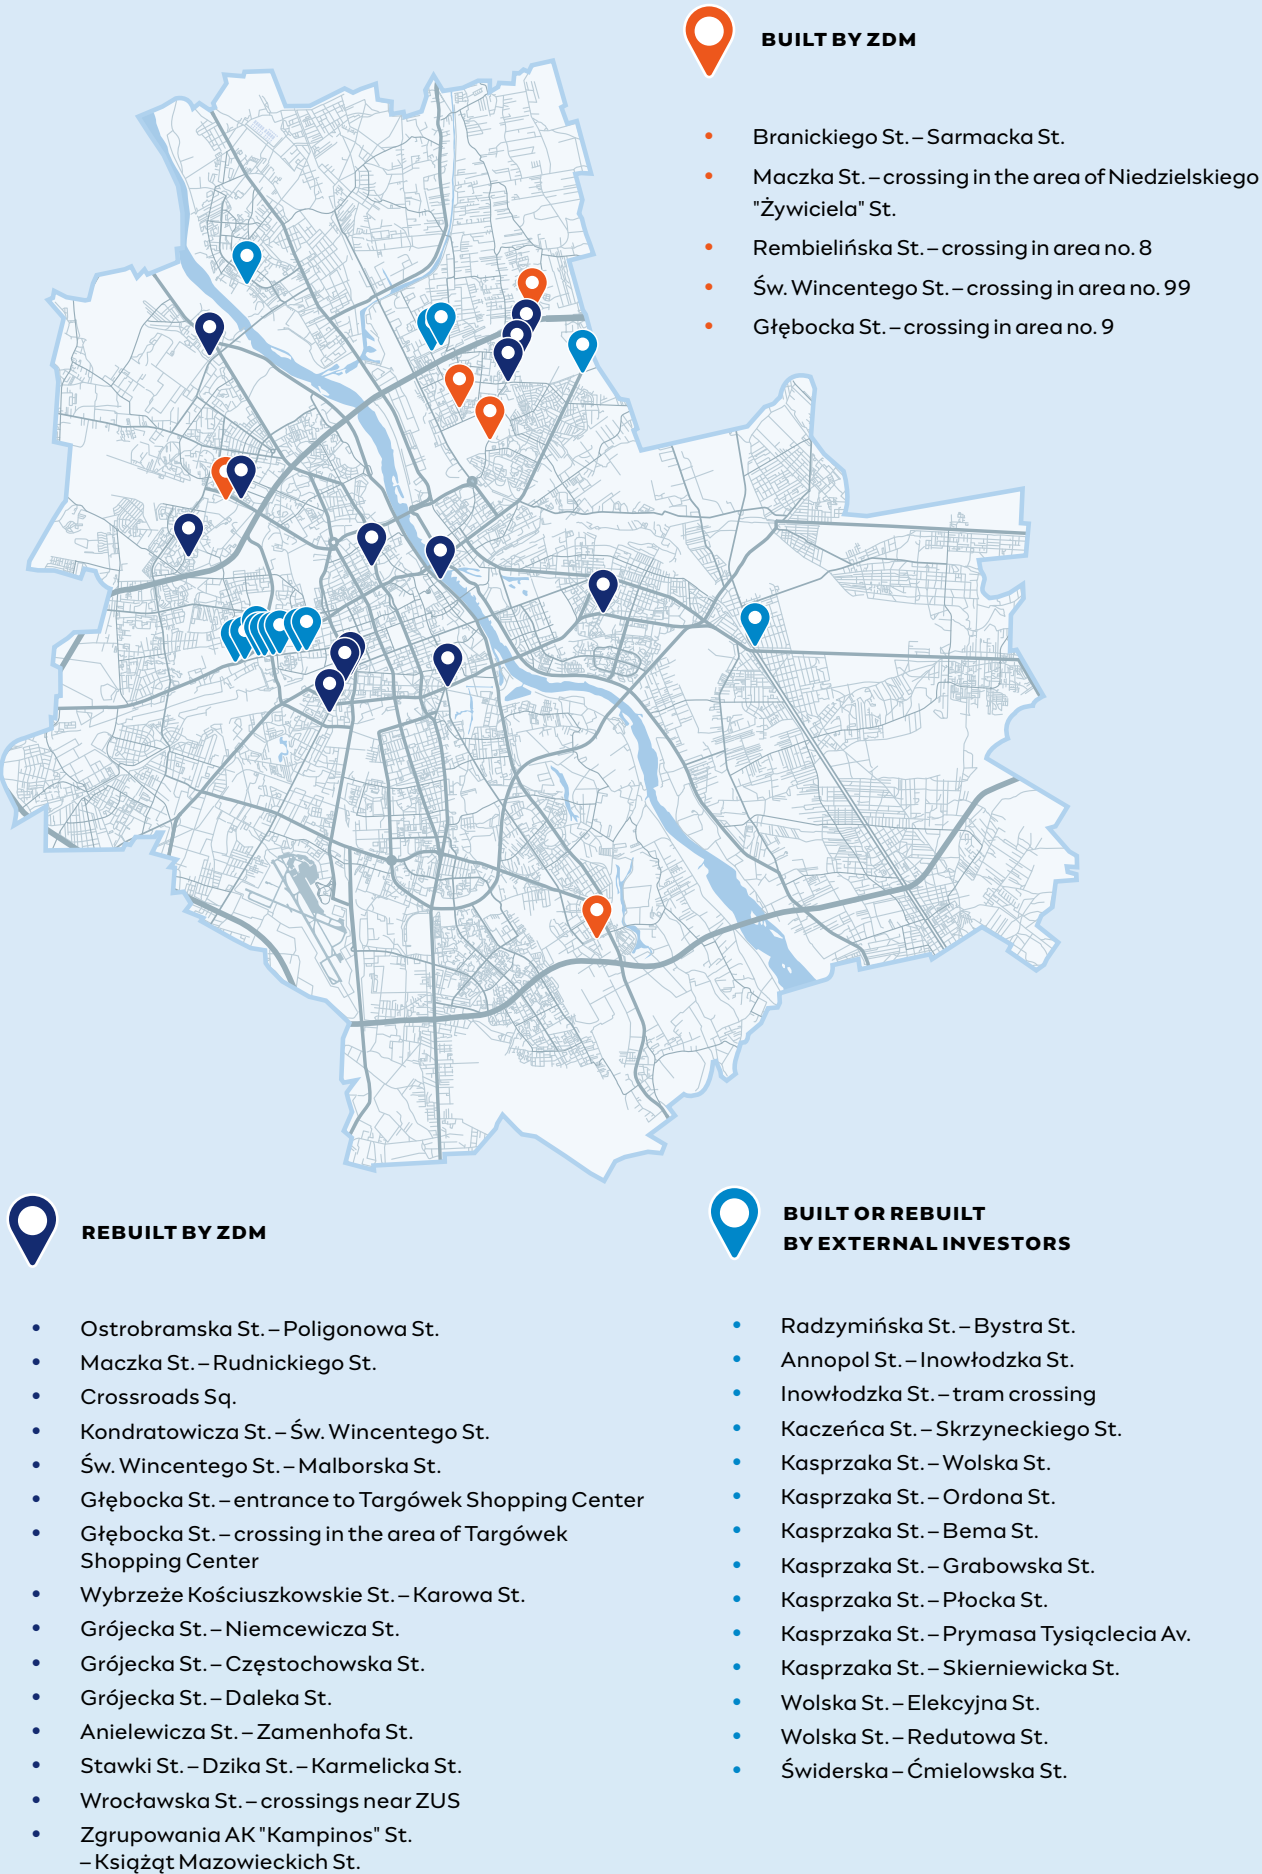 BUILT BY ZDM
• Branickiego St. – Sarmacka St.
• Maczka St. – crossing in the area of Niedzielskiego
"Żywiciela" St.
• Rembielińska St. – crossing in area no. 8
• Św. Wincentego St. – crossing in area no. 99
• Głębocka St. – crossing in area no. 9
REBUILT BY ZDM
• Ostrobramska St. – Poligonowa St.
• Maczka St. – Rudnickiego St.
• Crossroads Sq.
• Kondratowicza St. – Św. Wincentego St.
• Św. Wincentego St. – Malborska St.
• Głębocka St. – entrance to Targówek Shopping Center
• Głębocka St. – crossing in the area of Targówek
Shopping Center
• Wybrzeże Kościuszkowskie St. – Karowa St.
• Grójecka St. – Niemcewicza St.
• Grójecka St. – Częstochowska St.
• Grójecka St. – Daleka St.
• Anielewicza St. – Zamenhofa St.
• Stawki St. – Dzika St. – Karmelicka St.
• Wrocławska St. – crossings near ZUS
• Zgrupowania AK "Kampinos" St.
– Książąt Mazowieckich St.
BUILT OR REBUILT
BY EXTERNAL INVESTORS
• Radzymińska St. – Bystra St.
• Annopol St. – Inowłodzka St.
• Inowłodzka St. – tram crossing
• Kaczeńca St. – Skrzyneckiego St.
• Kasprzaka St. – Wolska St.
• Kasprzaka St. – Ordona St.
• Kasprzaka St. – Bema St.
• Kasprzaka St. – Grabowska St.
• Kasprzaka St. – Płocka St.
• Kasprzaka St. – Prymasa Tysiąclecia Av.
• Kasprzaka St. – Skierniewicka St.
• Wolska St. – Elekcyjna St.
• Wolska St. – Redutowa St.
• Świderska – Ćmielowska St.